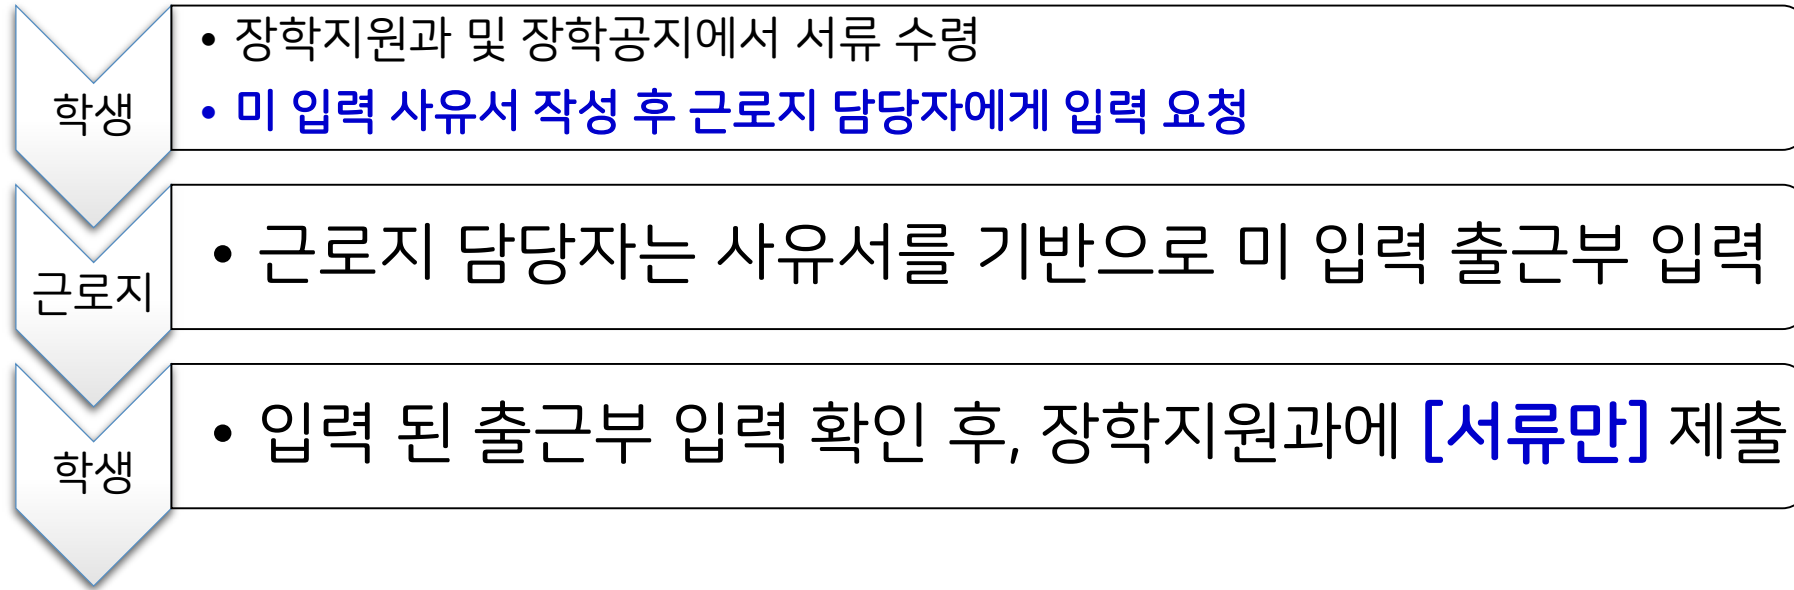 학생
• 장학지원과 및 장학공지에서 서류 수령
• 미 입력 사유서 작성 후 근로지 담당자에게 입력 요청
근로지
• 근로지 담당자는 사유서를 기반으로 미 입력 출근부 입력
학생
• 입력 된 출근부 입력 확인 후, 장학지원과에 [서류만] 제출